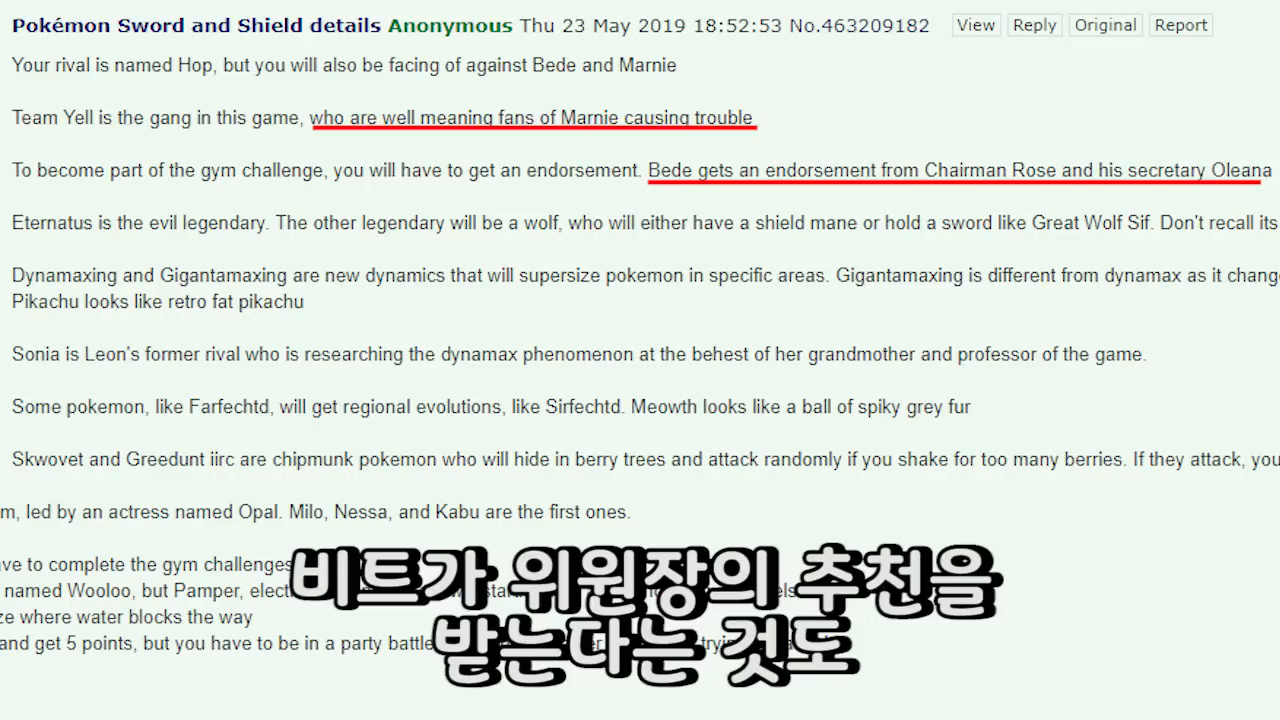 Pokémon Sword and Shield details Anonymous Thu 23 May 2019 18:52:53 No.463209182 View Reply Original Report
Your rival is named Hop, but you will also be facing of against Bede and Marnie
Team Yell is the gang in this game, who are well meaning fans of Marnie causing trouble
To become part of the gym challenge, you will have to get an endorsement. Bede gets an endorsement from Chairman Rose and his secretary Oleana
Eternatus is the evil legendary. The other legendary will be a wolf, who will either have a shield mane or hold a sword like Great Wolf Sif. Don't recall its
Dynamaxing and Gigantamaxing are new dynamics that will supersize pokemon in specific areas. Gigantamaxing is different from dynamax as it change
Pikachu looks like retro fat pikachu
Sonia is Leon's former rival who is researching the dynamax phenomenon at the behest of her grandmother and professor of the game.
Some pokemon, like Farfechtd, will get regional evolutions, like Sirfechtd. Meowth looks like a ball of spiky grey fur
Skwovet and Greedunt iirc are chipmunk pokemon who will hide in berry trees and attack randomly if you shake for too many berries. If they attack, you
m, led by an actress named Opal. Milo, Nessa, and Kabu are the first ones.
ve to complete the gym challenges
named Wooloo, but Pamper, elect
ze where water blocks the way
and get 5 points, but you have to be in a party battle
비트가 위원장의 추천을
받는다는 것도